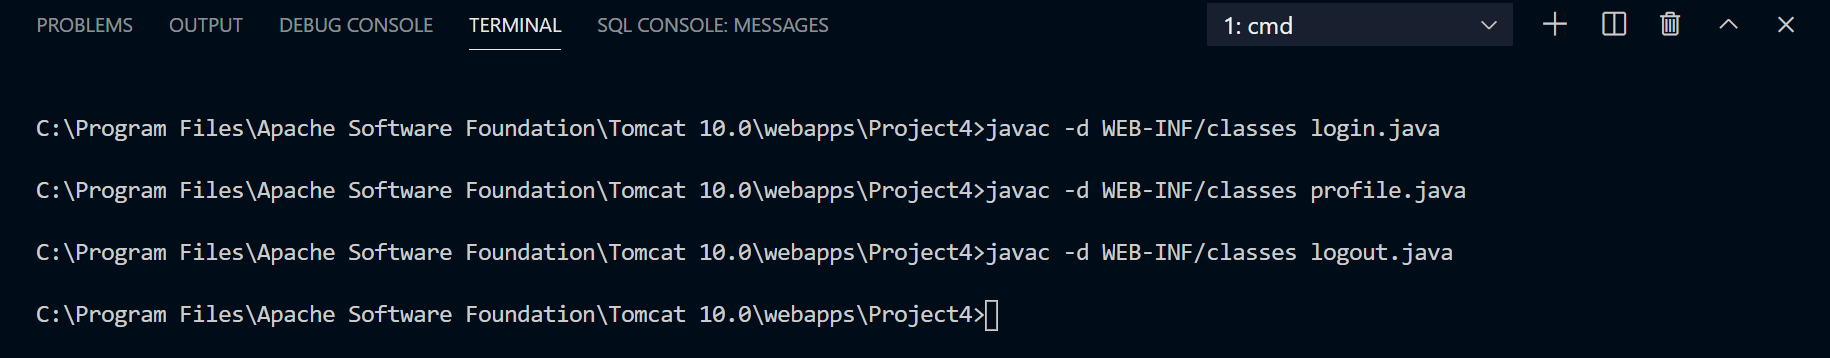 PROBLEMS OUTPUT DEBUG CONSOLE TERMINAL SQL CONSOLE: MESSAGES 1: cmd
C:\Program Files\Apache Software Foundation\Tomcat 10.0\webapps\Project4>javac -d WEB-INF/classes login.java
C:\Program Files\Apache Software Foundation\Tomcat 10.0\webapps\Project4>javac -d WEB-INF/classes profile.java
C:\Program Files\Apache Software Foundation\Tomcat 10.0\webapps\Project4>javac -d WEB-INF/classes logout.java
C:\Program Files\Apache Software Foundation\Tomcat 10.0\webapps\Project4>